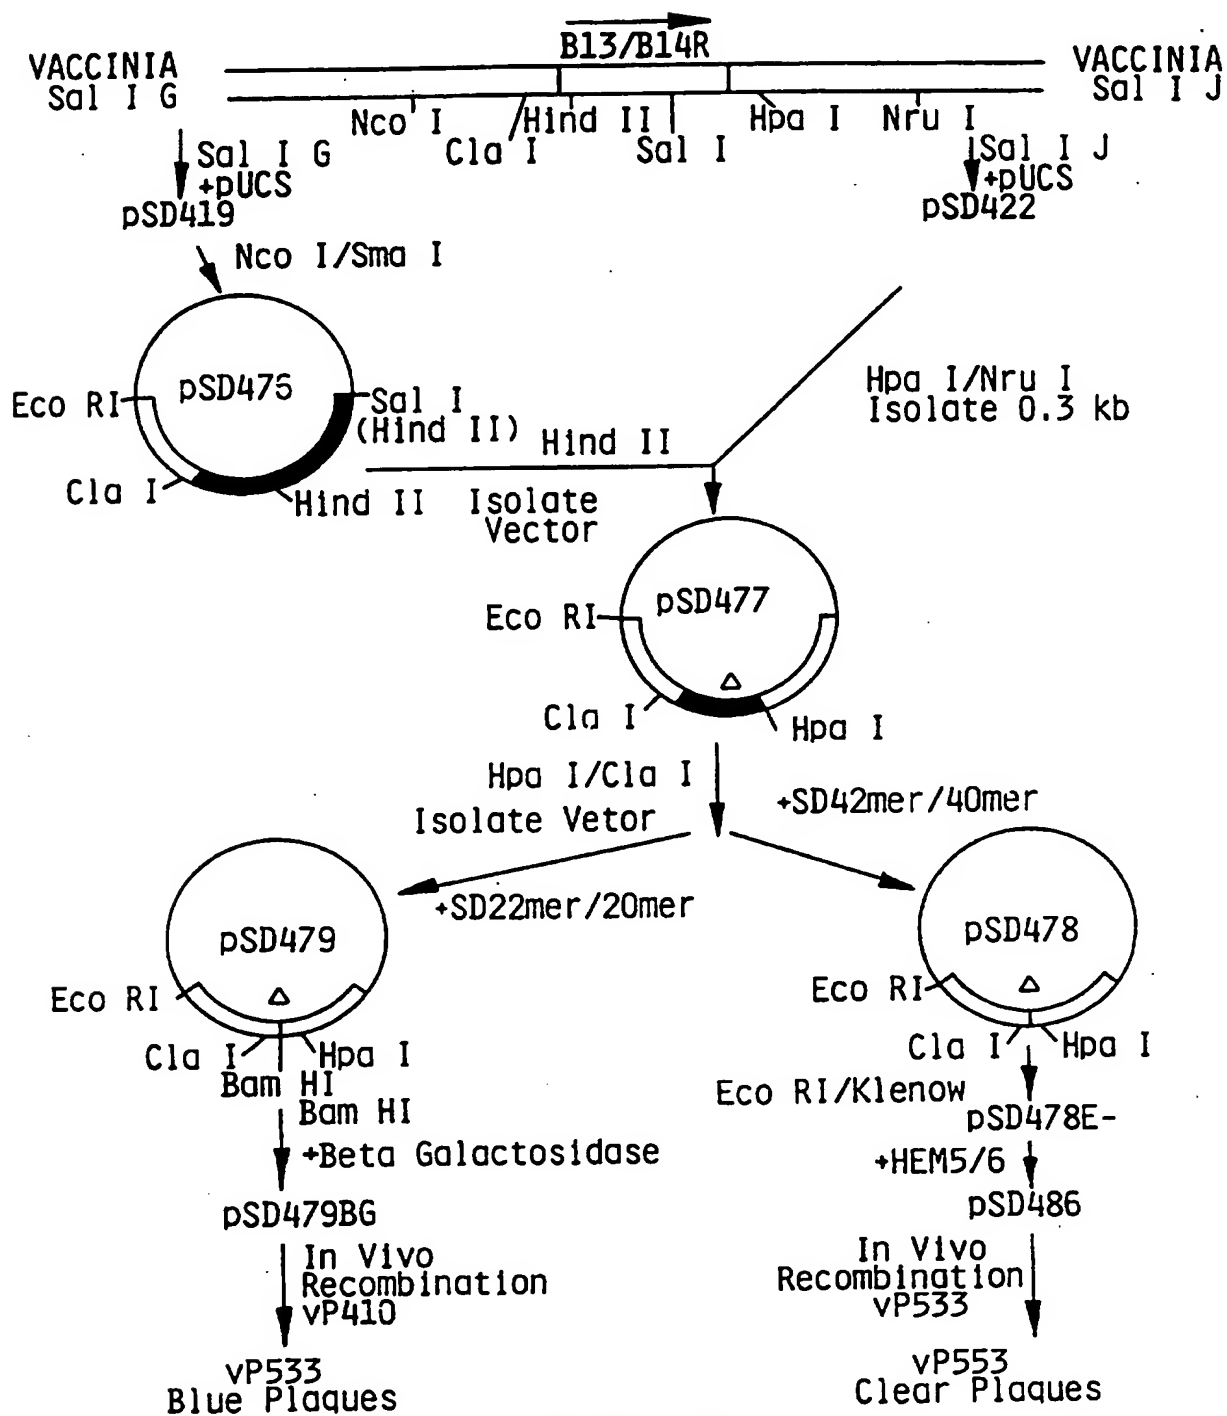 B13/B14R
VACCINIA
Sal I G
VACCINIA
Sal I J
Nco I
Cla I
Hind II
Sal I
Hpa I
Nru I
Sal I G
+pUCS
pSD419
Sal I J
+pUCS
pSD422
Nco I/Sma I
pSD475
Eco RI
Sal I
(Hind II)
Cla I
Hind II
Hind II
Isolate
Vector
Hpa I/Nru I
Isolate 0.3 kb
pSD477
Eco RI
Cla I
Hpa I
Hpa I/Cla I
Isolate Vetor
+SD42mer/40mer
+SD22mer/20mer
pSD479
Eco RI
Cla I
Hpa I
Bam HI
Bam HI
+Beta Galactosidase
pSD479BG
In Vivo
Recombination
vP410
vP533
Blue Plaques
pSD478
Eco RI
Cla I
Hpa I
Eco RI/Klenow
pSD478E-
+HEM5/6
pSD486
In Vivo
Recombination
vP533
vP553
Clear Plaques